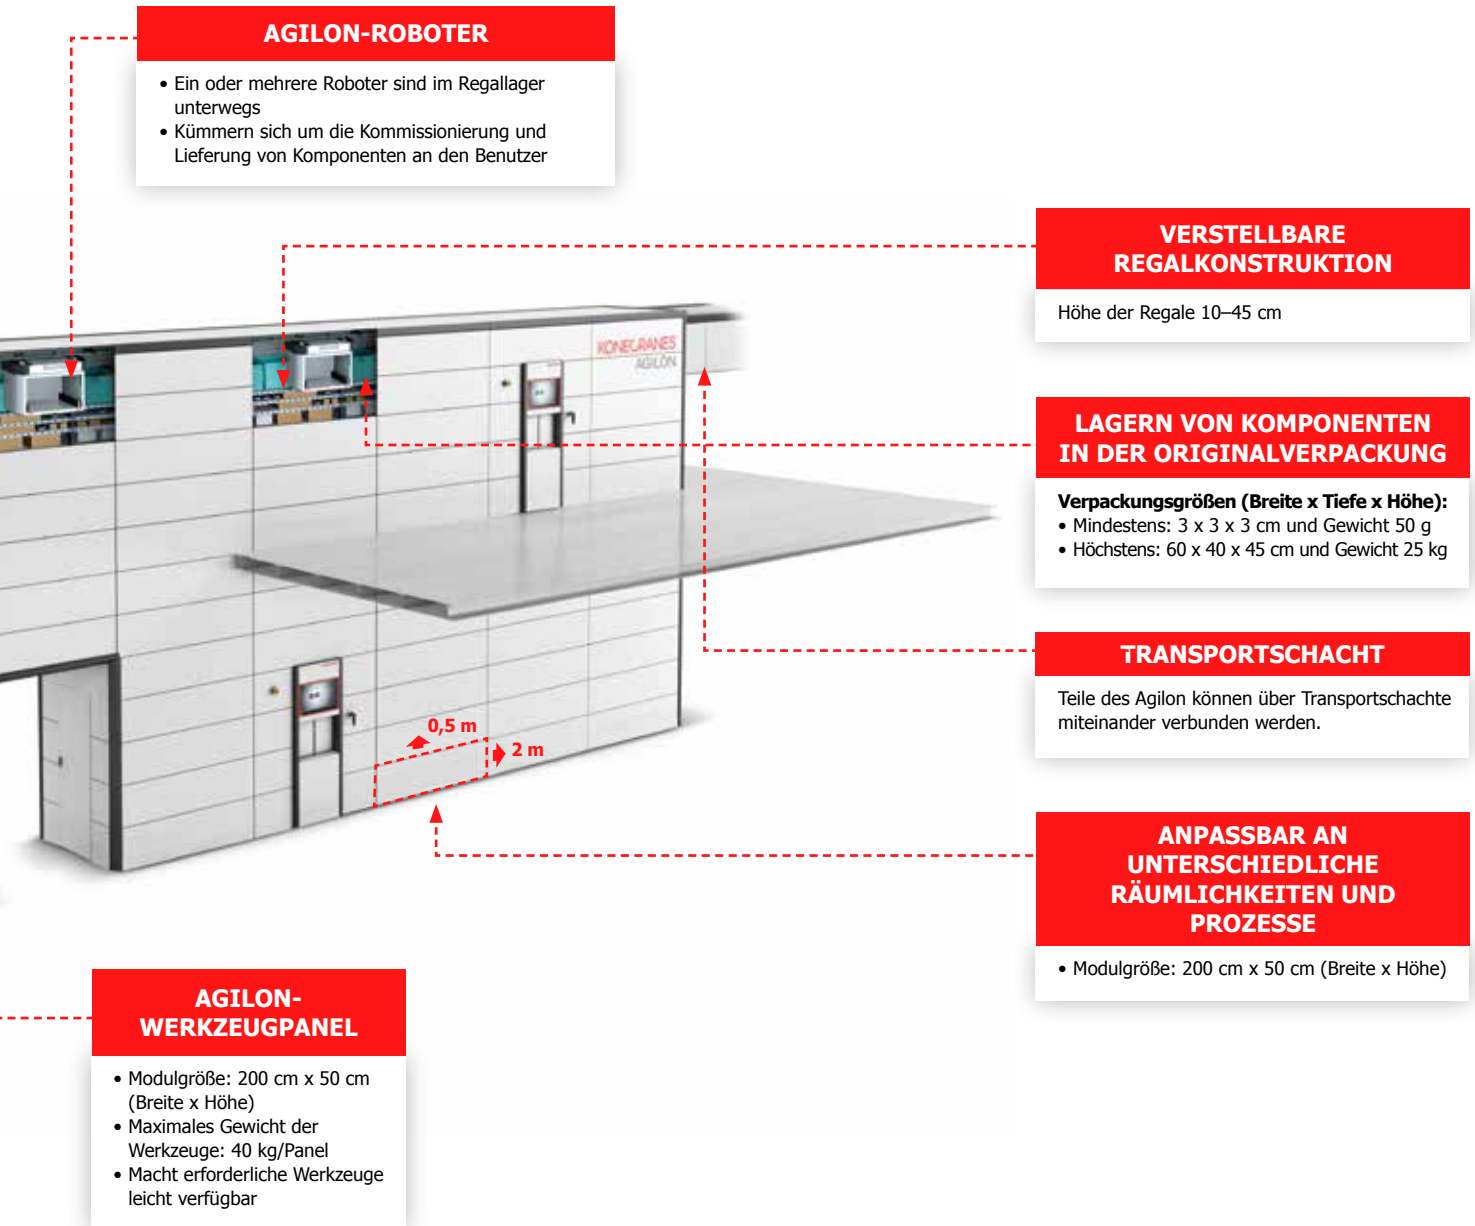 AGILON-ROBOTER
• Ein oder mehrere Roboter sind im Regallager
unterwegs
• Kümmern sich um die Kommissionierung und
Lieferung von Komponenten an den Benutzer
VERSTELLBARE
REGALKONSTRUKTION
Höhe der Regale 10–45 cm
KONECRANES
AGILON
LAGERN VON KOMPONENTEN
IN DER ORIGINALVERPACKUNG
Verpackungsgrößen (Breite x Tiefe x Höhe):
• Mindestens: 3 x 3 x 3 cm und Gewicht 50 g
• Höchstens: 60 x 40 x 45 cm und Gewicht 25 kg
TRANSPORTSCHACHT
Teile des Agilon können über Transportschachte
miteinander verbunden werden.
0,5 m
2 m
ANPASSBAR AN
UNTERSCHIEDLICHE
RÄUMLICHKEITEN UND
PROZESSE
• Modulgröße: 200 cm x 50 cm (Breite x Höhe)
AGILON-
WERKZEUGPANEL
• Modulgröße: 200 cm x 50 cm
(Breite x Höhe)
• Maximales Gewicht der
Werkzeuge: 40 kg/Panel
• Macht erforderliche Werkzeuge
leicht verfügbar